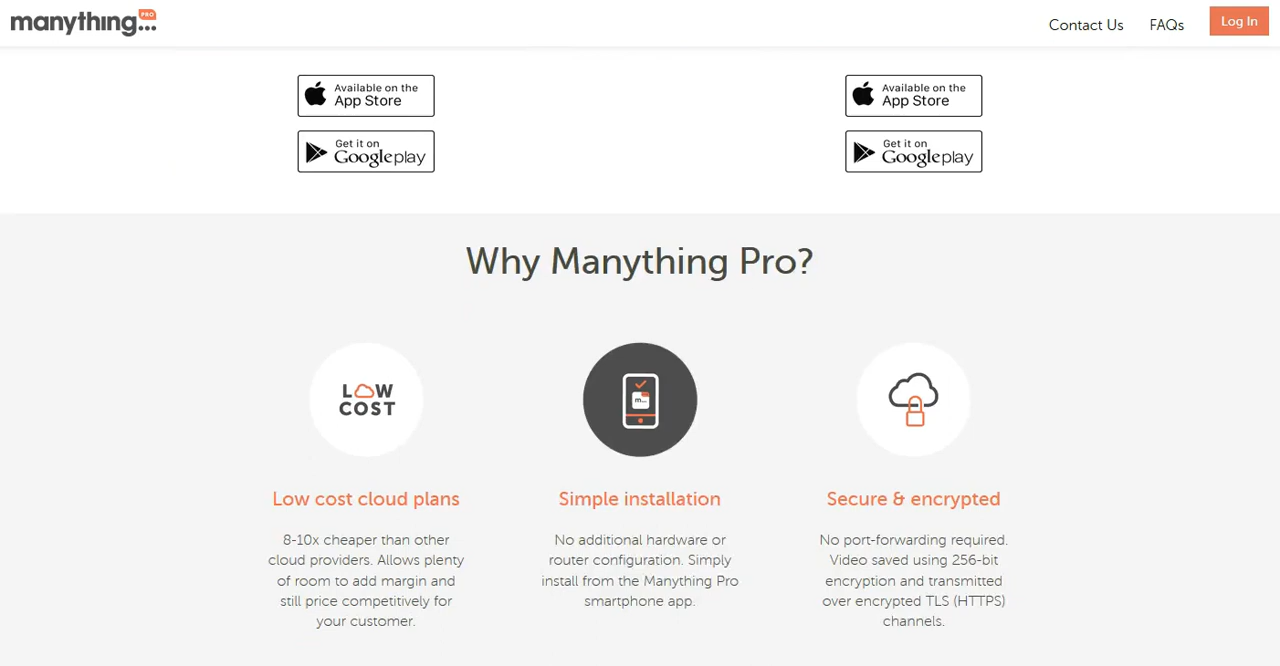 manything... PRO
Contact Us
FAQs
Log In
Available on the
App Store
Get it on
Google play
Available on the
App Store
Get it on
Google play
Why Manything Pro?
LOW
COST
m...
Low cost cloud plans
8-10x cheaper than other
cloud providers. Allows plenty
of room to add margin and
still price competitively for
your customer.
Simple installation
No additional hardware or
router configuration. Simply
install from the Manything Pro
smartphone app.
Secure & encrypted
No port-forwarding required.
Video saved using 256-bit
encryption and transmitted
over encrypted TLS (HTTPS)
channels.